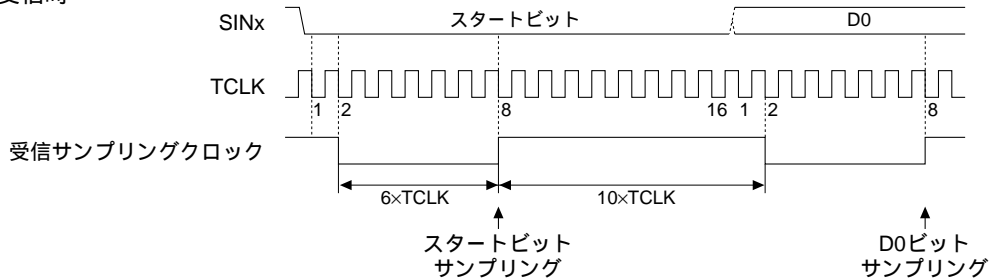 SINx スタートビット D0
TCLK
1 2 8 16 1 2 8
受信サンプリングクロック
6×TCLK 10×TCLK
スタートビット
サンプリング
D0ビット
サンプリング